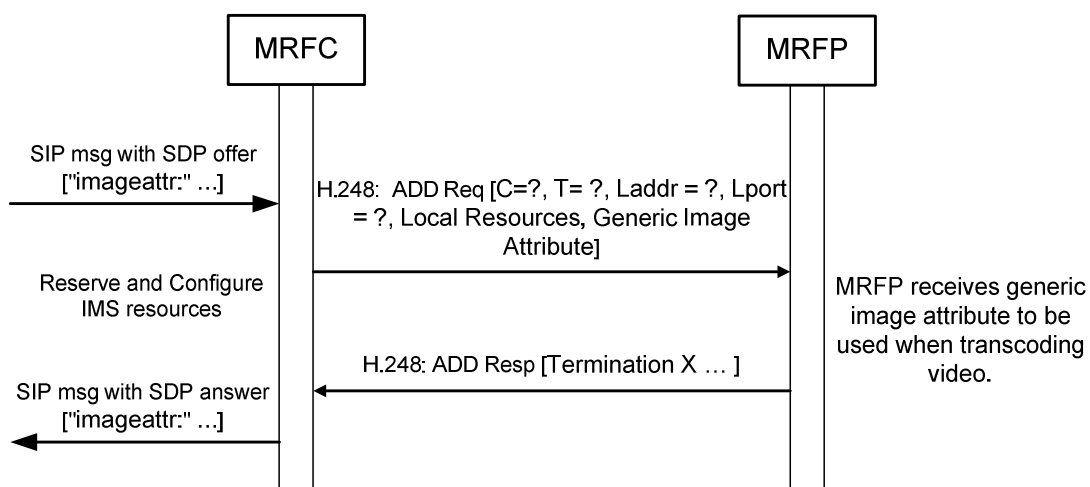 MRFC
MRFP
SIP msg with SDP offer
["imageattr:" ...]
H.248: ADD Req [C=?, T= ?, Laddr = ?, Lport
= ?, Local Resources, Generic Image
Attribute]
Reserve and Configure
IMS resources
MRFP receives generic
image attribute to be
used when transcoding
video.
H.248: ADD Resp [Termination X ... ]
SIP msg with SDP answer
["imageattr:" ...]